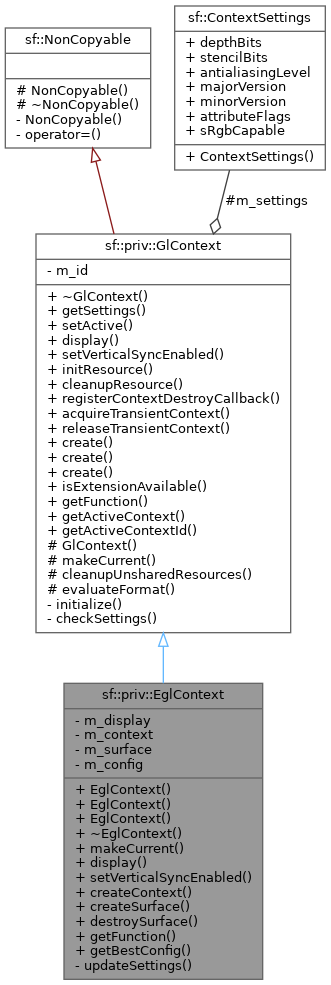 sf::NonCopyable
# NonCopyable()
# ~NonCopyable()
- NonCopyable()
- operator=()
sf::ContextSettings
+ depthBits
+ stencilBits
+ antialiasingLevel
+ majorVersion
+ minorVersion
+ attributeFlags
+ sRgbCapable
+ ContextSettings()
#m_settings
sf::priv::GlContext
- m_id
+ ~GlContext()
+ getSettings()
+ setActive()
+ display()
+ setVerticalSyncEnabled()
+ initResource()
+ cleanupResource()
+ registerContextDestroyCallback()
+ acquireTransientContext()
+ releaseTransientContext()
+ create()
+ create()
+ create()
+ isExtensionAvailable()
+ getFunction()
+ getActiveContext()
+ getActiveContextId()
# GlContext()
# makeCurrent()
# cleanupUnsharedResources()
# evaluateFormat()
- initialize()
- checkSettings()
sf::priv::EglContext
- m_display
- m_context
- m_surface
- m_config
+ EglContext()
+ EglContext()
+ EglContext()
+ ~EglContext()
+ makeCurrent()
+ display()
+ setVerticalSyncEnabled()
+ createContext()
+ createSurface()
+ destroySurface()
+ getFunction()
+ getBestConfig()
- updateSettings()